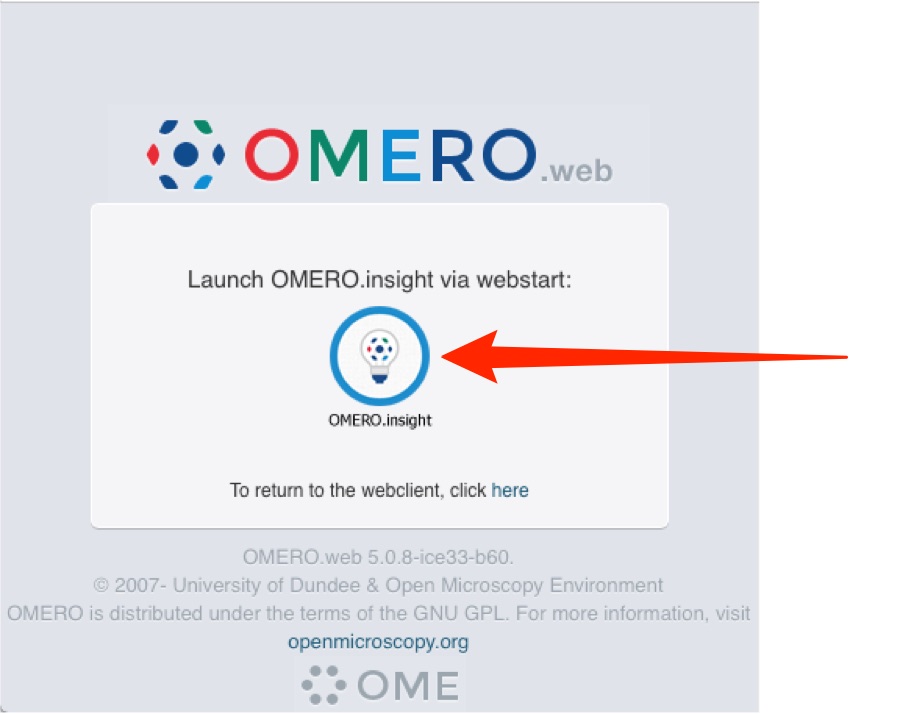 OMERO.web
Launch OMERO.insight via webstart:
OMERO.insight
To return to the webclient, click here
OMERO.web 5.0.8-ice33-b60.
© 2007- University of Dundee & Open Microscopy Environment
OMERO is distributed under the terms of the GNU GPL. For more information, visit
openmicroscopy.org
OME